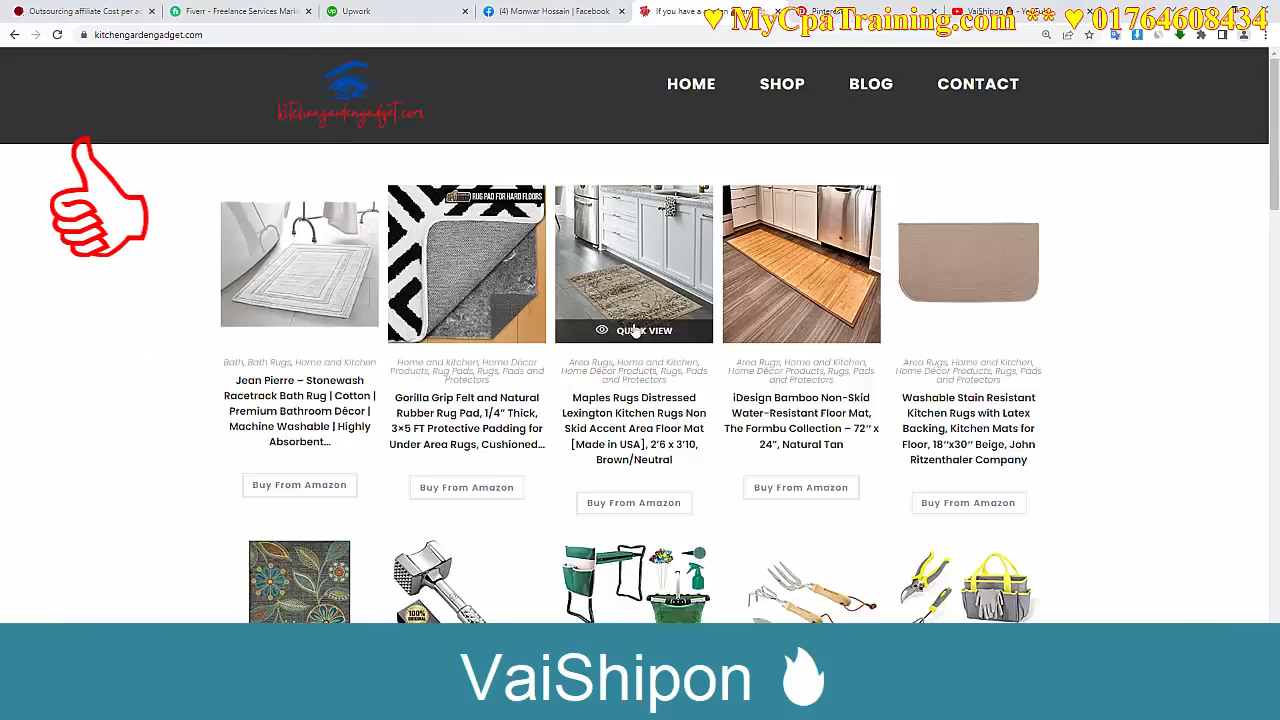 Outsourcing affiliate Cost per a
Fiverr - Freelance Services Mark
Upwork
(4) Monwar Hossain | Facebook
♥ MyCpaTraining.com ** ♥ 01764608434
kitchengardengadget.com
kitchengardengadget.com
HOME
SHOP
BLOG
CONTACT
RUG PAD FOR HARD FLOORS
QUICK VIEW
Bath, Bath Rugs, Home and Kitchen
Jean Pierre – Stonewash
Racetrack Bath Rug | Cotton |
Premium Bathroom Décor |
Machine Washable | Highly
Absorbent...
Buy From Amazon
Home and Kitchen, Home Décor
Products, Rug Pads, Rugs, Pads and
Protectors
Gorilla Grip Felt and Natural
Rubber Rug Pad, 1/4” Thick,
3×5 FT Protective Padding for
Under Area Rugs, Cushioned...
Buy From Amazon
Area Rugs, Home and Kitchen,
Home Décor Products, Rugs, Pads
and Protectors
Maples Rugs Distressed
Lexington Kitchen Rugs Non
Skid Accent Area Floor Mat
[Made in USA], 2'6 x 3'10,
Brown/Neutral
Buy From Amazon
Area Rugs, Home and Kitchen,
Home Décor Products, Rugs, Pads
and Protectors
iDesign Bamboo Non-Skid
Water-Resistant Floor Mat,
The Formbu Collection – 72″ x
24”, Natural Tan
Buy From Amazon
Area Rugs, Home and Kitchen,
Home Décor Products, Rugs, Pads
and Protectors
Washable Stain Resistant
Kitchen Rugs with Latex
Backing, Kitchen Mats for
Floor, 18″x30″ Beige, John
Ritzenthaler Company
Buy From Amazon
100%
ORIGINAL
VaiShipon